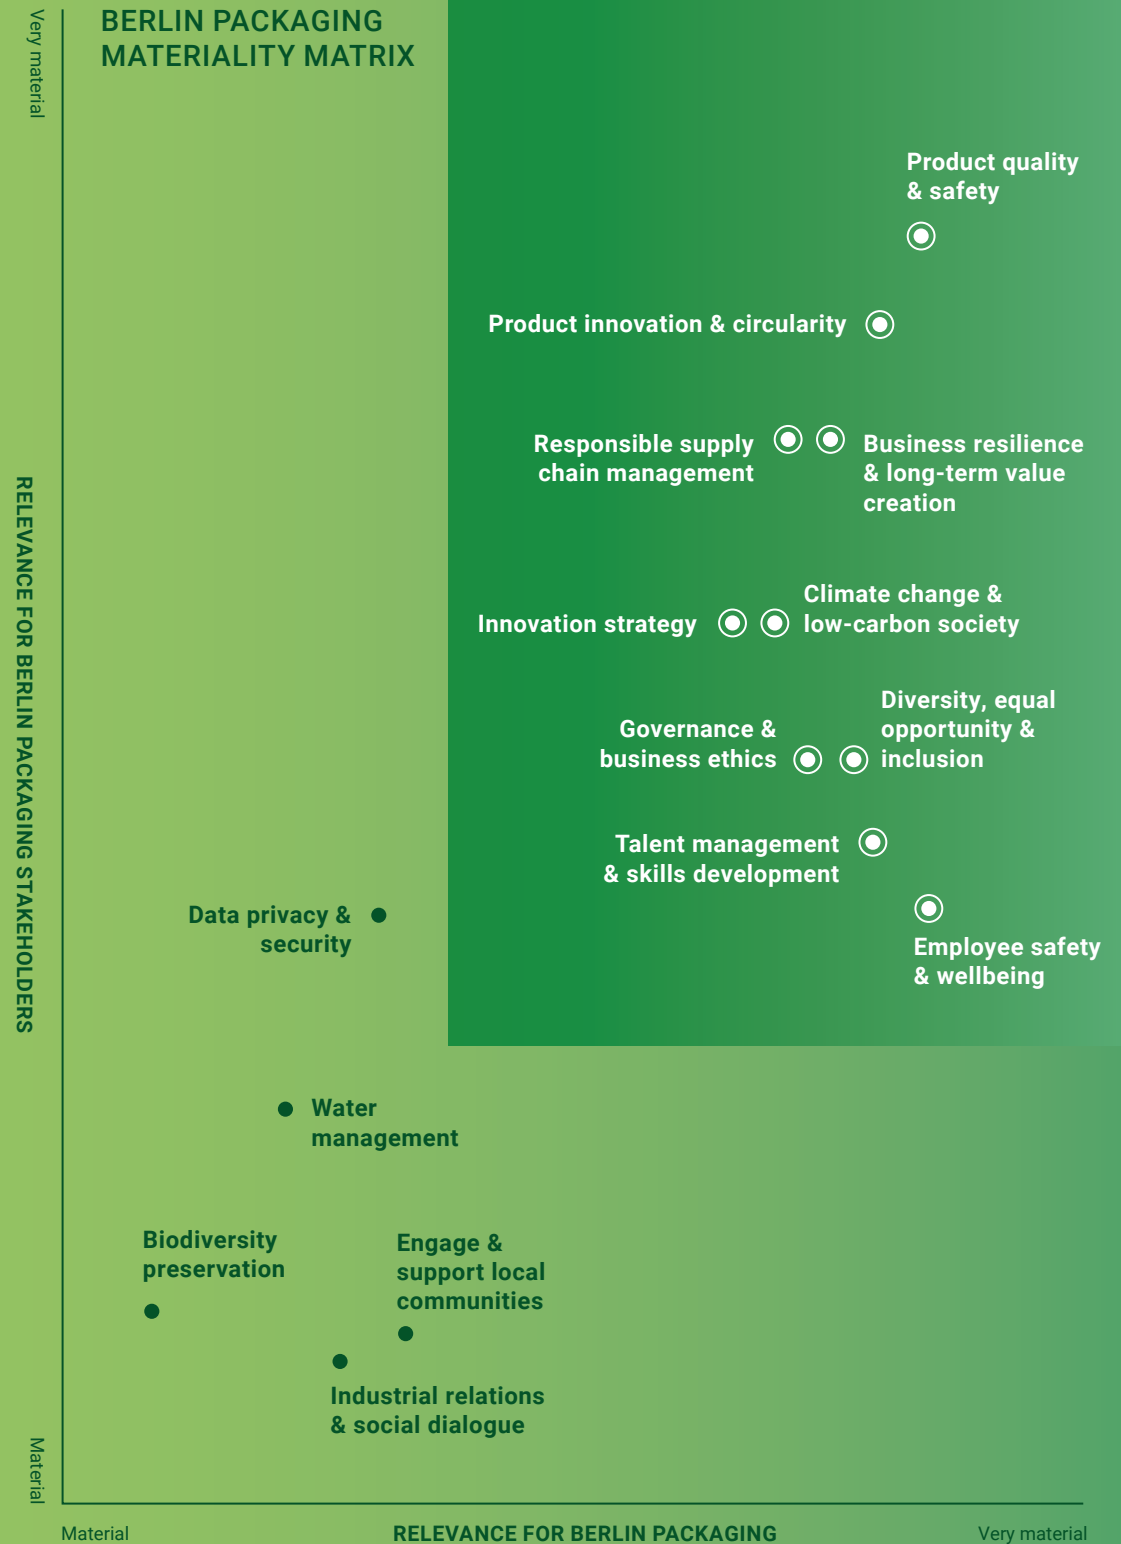 Very material
BERLIN PACKAGING
MATERIALITY MATRIX
Product quality
& safety
Product innovation & circularity
Responsible supply
chain management
Business resilience
& long-term value
creation
Innovation strategy
Climate change &
low-carbon society
Governance &
business ethics
Diversity, equal
opportunity &
inclusion
Talent management
& skills development
Employee safety
& wellbeing
RELEVANCE FOR BERLIN PACKAGING STAKEHOLDERS
Data privacy &
security
Water
management
Biodiversity
preservation
Engage &
support local
communities
Industrial relations
& social dialogue
Material
Material
RELEVANCE FOR BERLIN PACKAGING
Very material